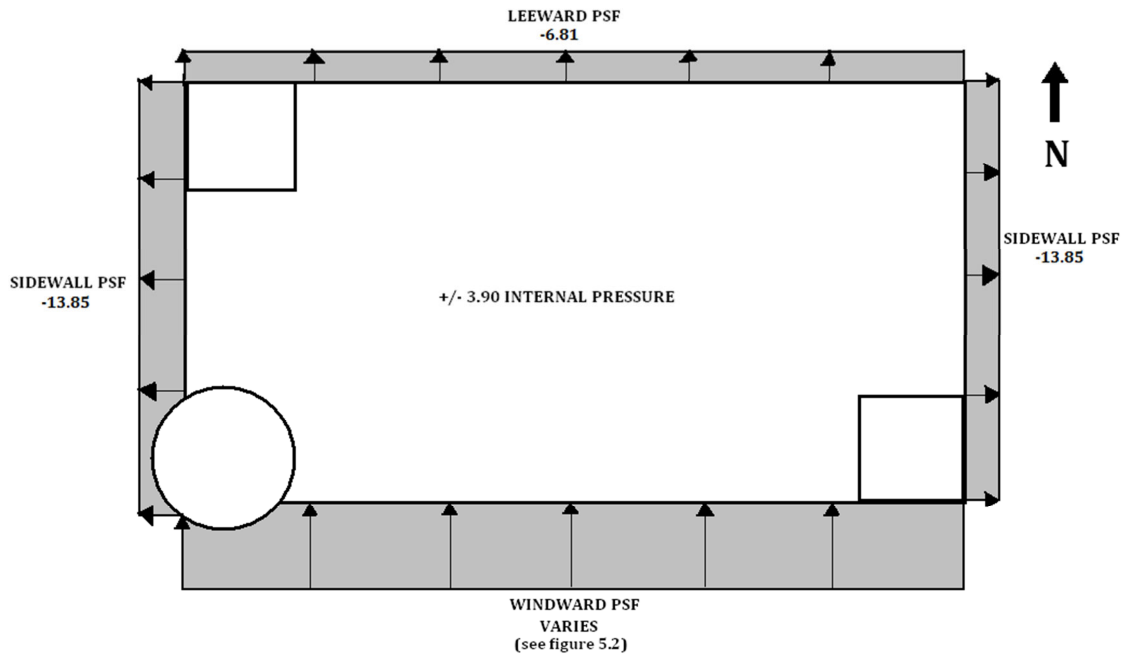 LEEWARD PSF
-6.81
N
SIDEWALL PSF
-13.85
SIDEWALL PSF
-13.85
+/- 3.90 INTERNAL PRESSURE
WINDWARD PSF
VARIES
(see figure 5.2)